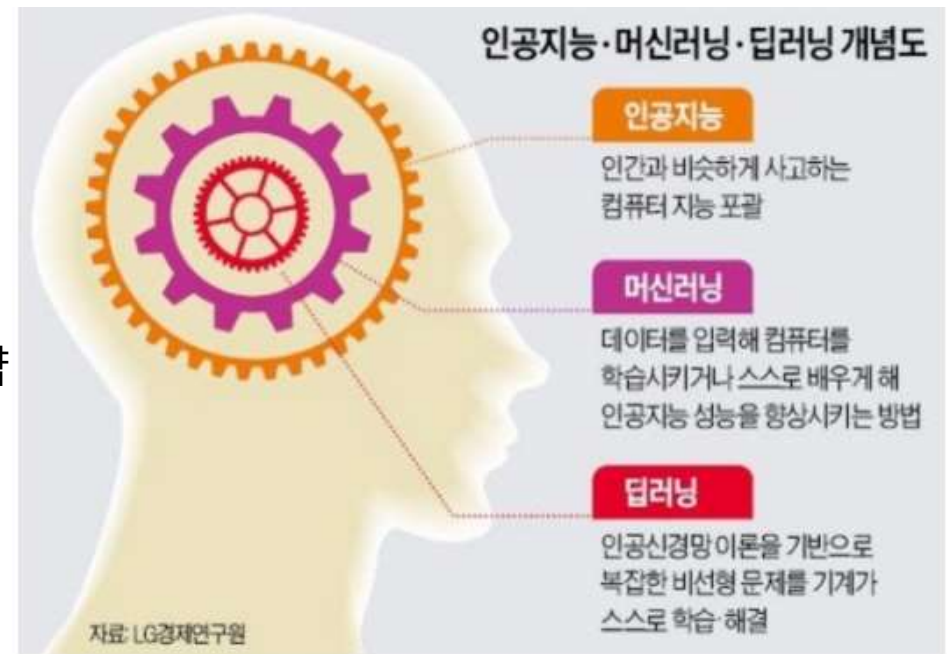 인공지능·머신러닝·딥러닝 개념도
인공지능
인간과 비슷하게 사고하는
컴퓨터 지능 포괄
머신러닝
데이터를 입력해 컴퓨터를
학습시키거나 스스로 배우게 해
인공지능 성능을 향상시키는 방법
딥러닝
인공신경망 이론을 기반으로
복잡한 비선형 문제를 기계가
스스로 학습·해결
자료: LG경제연구원